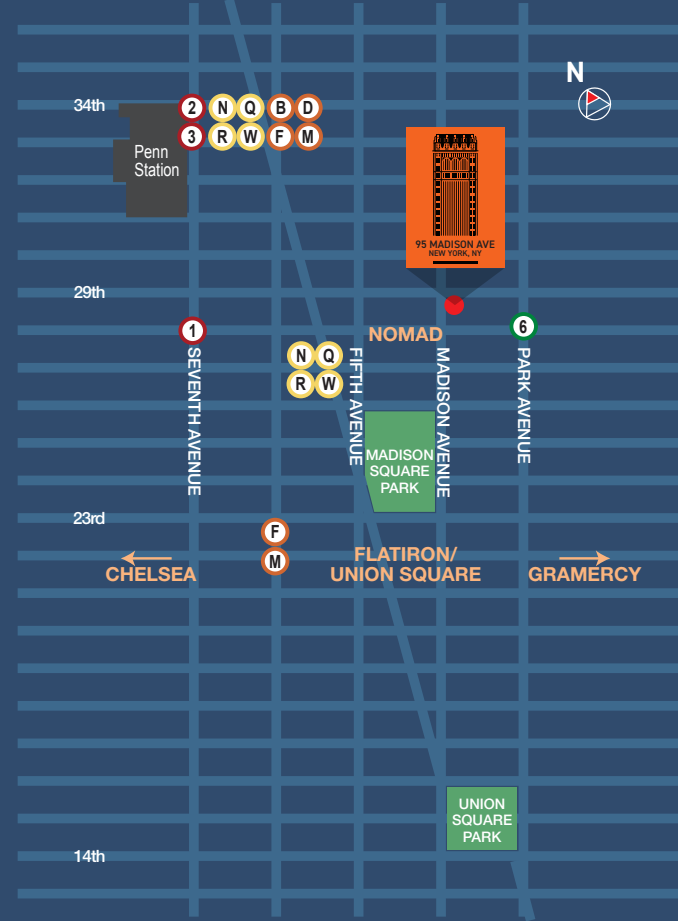 N
34th
2 N Q B D
3 R W F M
Penn
Station
95 MADISON AVE
NEW YORK, NY
29th
1
6
NOMAD
N Q
R W
SEVENTH AVENUE
FIFTH AVENUE
MADISON AVENUE
PARK AVENUE
MADISON
SQUARE
PARK
23rd
F
M
CHELSEA
FLATIRON/
UNION SQUARE
GRAMERCY
UNION
SQUARE
PARK
14th